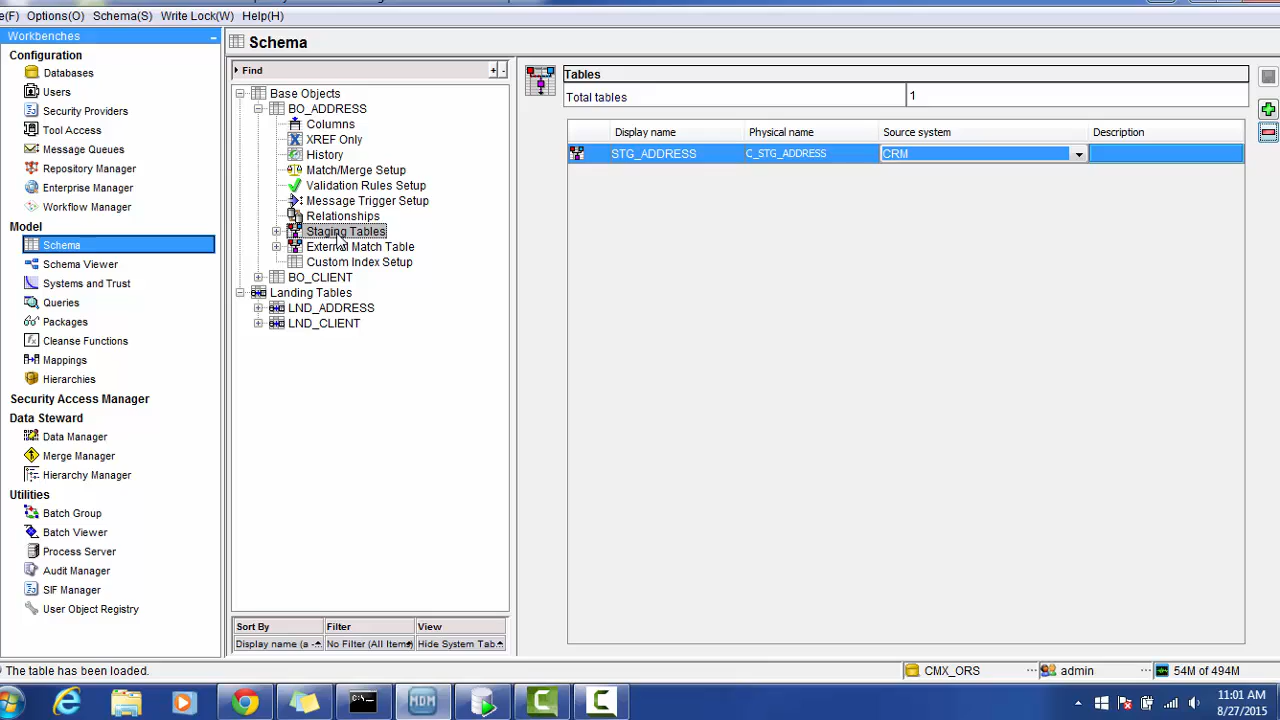 e(F) Options(O) Schema(S) Write Lock(W) Help(H)
Workbenches
Configuration
Databases
Users
Security Providers
Tool Access
Message Queues
Repository Manager
Enterprise Manager
Workflow Manager
Model
Schema
Schema Viewer
Systems and Trust
Queries
Packages
Cleanse Functions
Mappings
Hierarchies
Security Access Manager
Data Steward
Data Manager
Merge Manager
Hierarchy Manager
Utilities
Batch Group
Batch Viewer
Process Server
Audit Manager
SIF Manager
User Object Registry
Schema
Find
Base Objects
BO_ADDRESS
Columns
XREF Only
History
Match/Merge Setup
Validation Rules Setup
Message Trigger Setup
Relationships
Staging Tables
External Match Table
Custom Index Setup
BO_CLIENT
Landing Tables
LND_ADDRESS
LND_CLIENT
Sort By Filter View
Display name (a - No Filter (All Items) Hide System Tab..
Tables
Total tables 1
Display name Physical name Source system Description
STG_ADDRESS C_STG_ADDRESS CRM
The table has been loaded.
CMX_ORS admin 54M of 494M
MDM
11:01 AM
8/27/2015